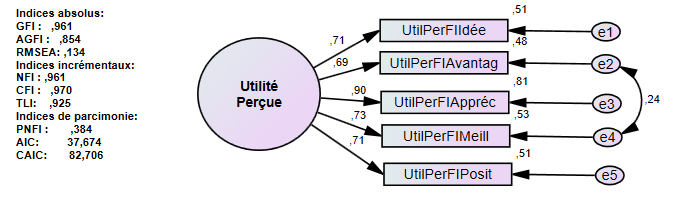 Indices absolus:
GFI : ,961
AGFI : ,854
RMSEA: ,134
Indices incrémentaux:
NFI : ,961
CFI : ,970
TLI: ,925
Indices de parcimonie:
PNFI : ,384
AIC: 37,674
CAIC: 82,706
Utilité
Perçue
,71
,69
,90
,73
,71
,51
UtilPerFIIdée
e1
,48
UtilPerFIAvantag
e2
,81
UtilPerFIAppréc
e3
,53
UtilPerFIMeill
e4
,51
UtilPerFIPosit
e5
,24